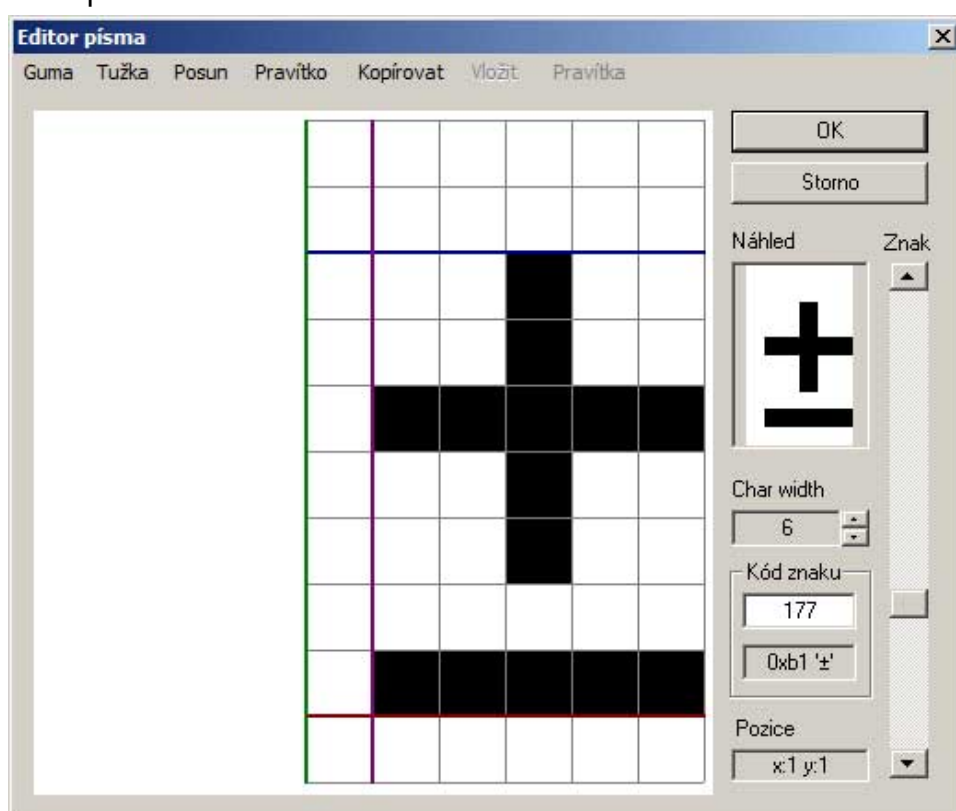 Editor písma
Guma Tužka Posun Pravítko Kopírovat Vložit Pravítka
OK
Storno
Náhled Znak
±
Char width
6
Kód znaku
177
0xb1 '±'
Pozice
x:1 y:1